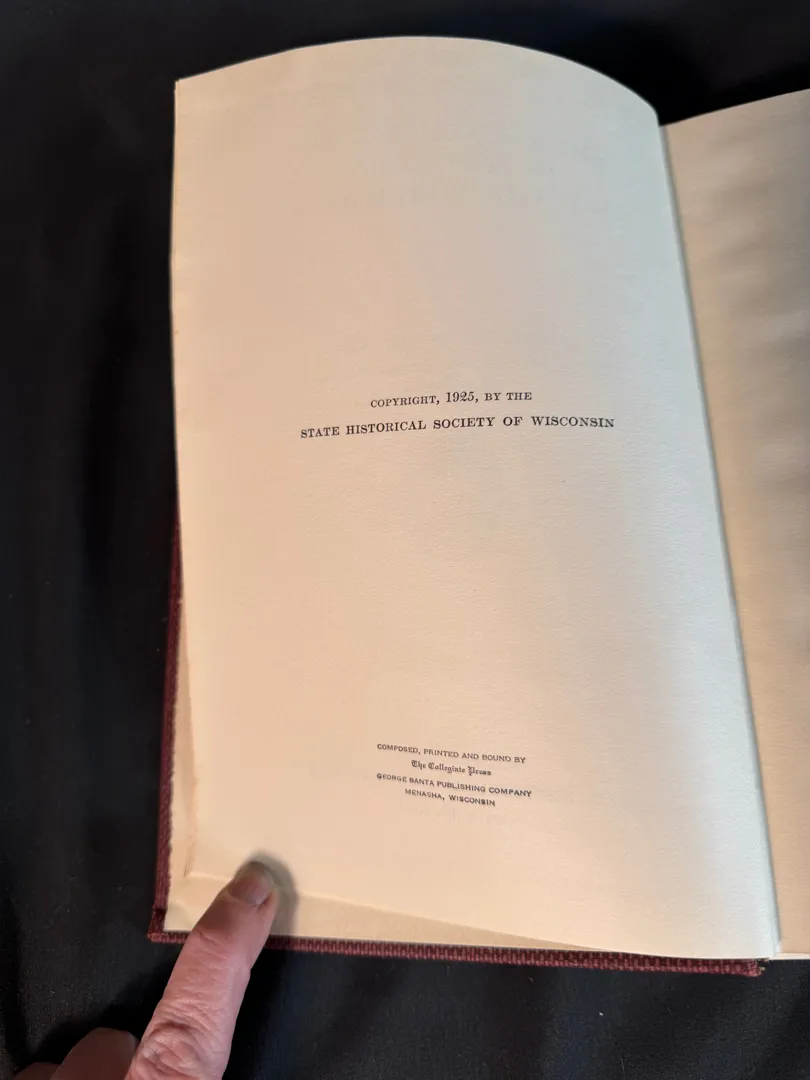 COPYRIGHT, 1925, BY THE
STATE HISTORICAL SOCIETY OF WISCONSIN
COMPOSED, PRINTED AND BOUND BY
The Collegiate Press
GEORGE BANTA PUBLISHING COMPANY
MENASHA, WISCONSIN